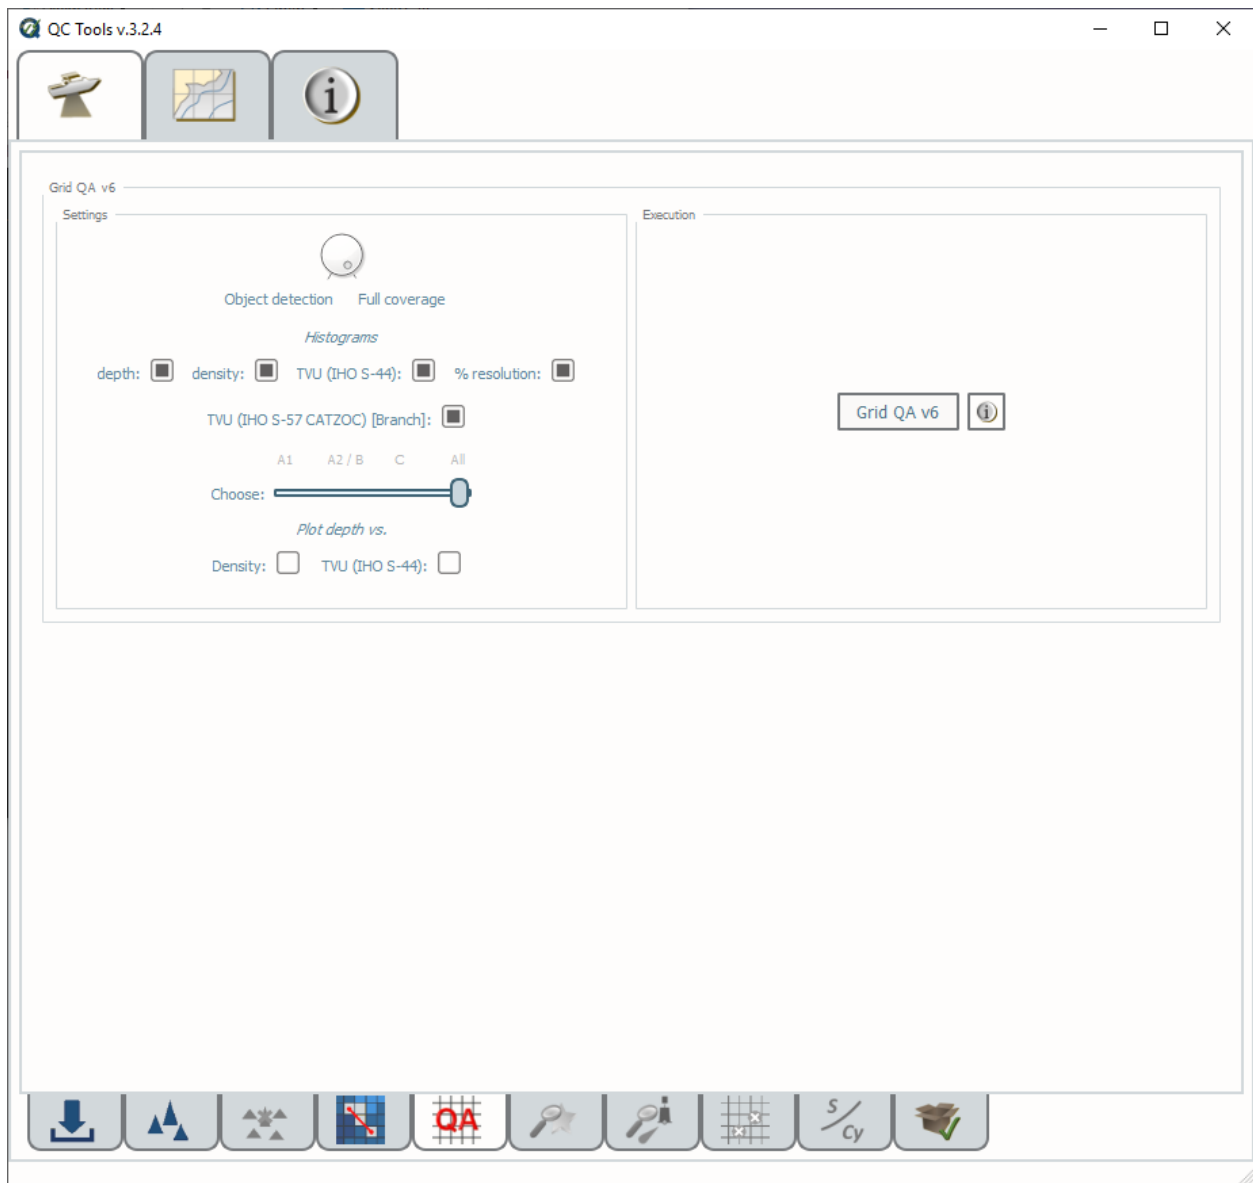 QC Tools v.3.2.4
Grid QA v6
Settings
Execution
Object detection Full coverage
Histograms
depth: density: TVU (IHO S-44): % resolution:
TVU (IHO S-57 CATZOC) [Branch]:
A1 A2 / B C All
Choose:
Plot depth vs.
Density: TVU (IHO S-44):
Grid QA v6
QA
S/Cy